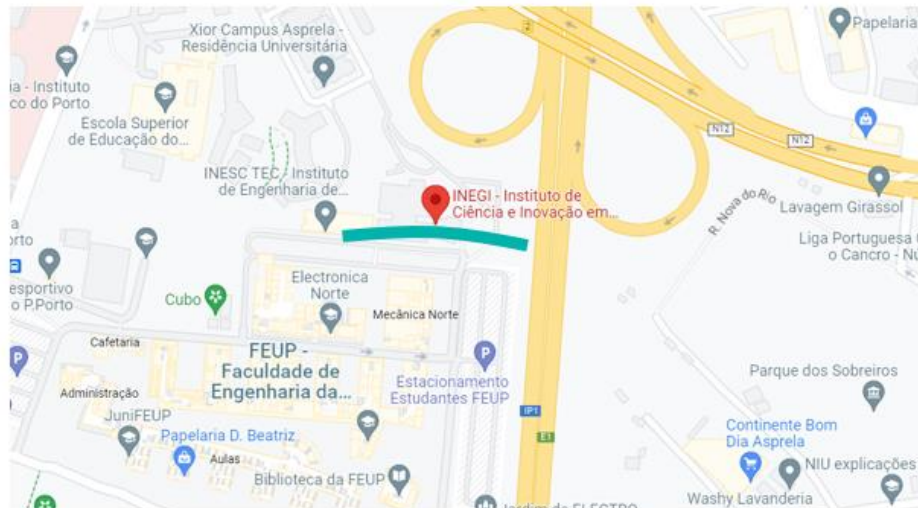 Papelaria
Xior Campus Asprela -
Residência Universitária
ia - Instituto
co do Porto
Escola Superior
de Educação do...
N12
N12
INESC TEC - Instituto
de Engenharia de...
INEGI - Instituto de
Ciência e Inovação em...
R. Nova do Rio
Lavagem Girassol
Liga Portuguesa
o Cancro - Nú
a
orto
esportivo
o P.Porto
Electronica
Norte
Cubo
Mecânica Norte
Cafetaria
P
FEUP -
Faculdade de
Engenharia da...
P
Estacionamento
Estudantes FEUP
Parque dos Sobreiros
Administração
IP1
JuniFEUP
E1
Papelaria D. Beatriz
Aulas
Continente Bom
Dia Asprela
Biblioteca da FEUP
NIU explicações
Washy Lavanderia